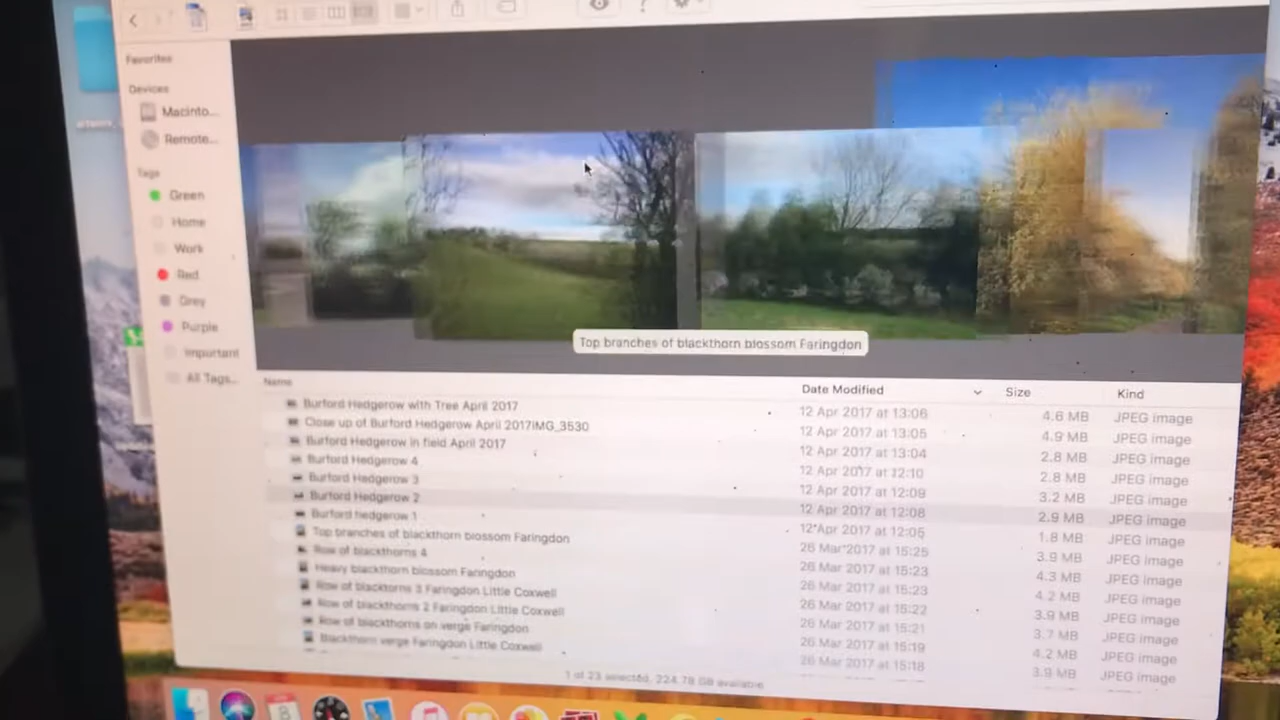 Favorites
Devices
Macinto...
Remote...
Tags
Green
Home
Work
Red
Grey
Purple
Important
All Tags...
Top branches of blackthorn blossom Faringdon
Name Date Modified Size Kind
Burford Hedgerow with Tree April 2017 12 Apr 2017 at 13:06 4.6 MB JPEG image
Close up of Burford Hedgerow April 2017IMG_3530 12 Apr 2017 at 13:05 4.9 MB JPEG image
Burford Hedgerow in field April 2017 12 Apr 2017 at 13:04 2.8 MB JPEG image
Burford Hedgerow 4 12 Apr 2017 at 12:10 2.8 MB JPEG image
Burford Hedgerow 3 12 Apr 2017 at 12:09 3.2 MB JPEG image
Burford Hedgerow 2 12 Apr 2017 at 12:08 2.9 MB JPEG image
Burford hedgerow 1 12 Apr 2017 at 12:05 1.8 MB JPEG image
Top branches of blackthorn blossom Faringdon 26 Mar 2017 at 15:25 3.9 MB JPEG image
Row of blackthorns 4 26 Mar 2017 at 15:23 4.3 MB JPEG image
Heavy blackthorn blossom Faringdon 26 Mar 2017 at 15:23 4.2 MB JPEG image
Row of blacktorns 3 Faringdon Little Coxwell 26 Mar 2017 at 15:22 3.9 MB JPEG image
Row of blackthorns 2 Faringdon Little Coxwell 26 Mar 2017 at 15:21 3.7 MB JPEG image
Row of blackthorns on verge Faringdon 26 Mar 2017 at 15:19 4.2 MB JPEG image
Blackthorn verge Faringdon Little Coxwell 26 Mar 2017 at 15:18 3.9 MB JPEG image
1 of 23 selected, 224.78 GB available
8